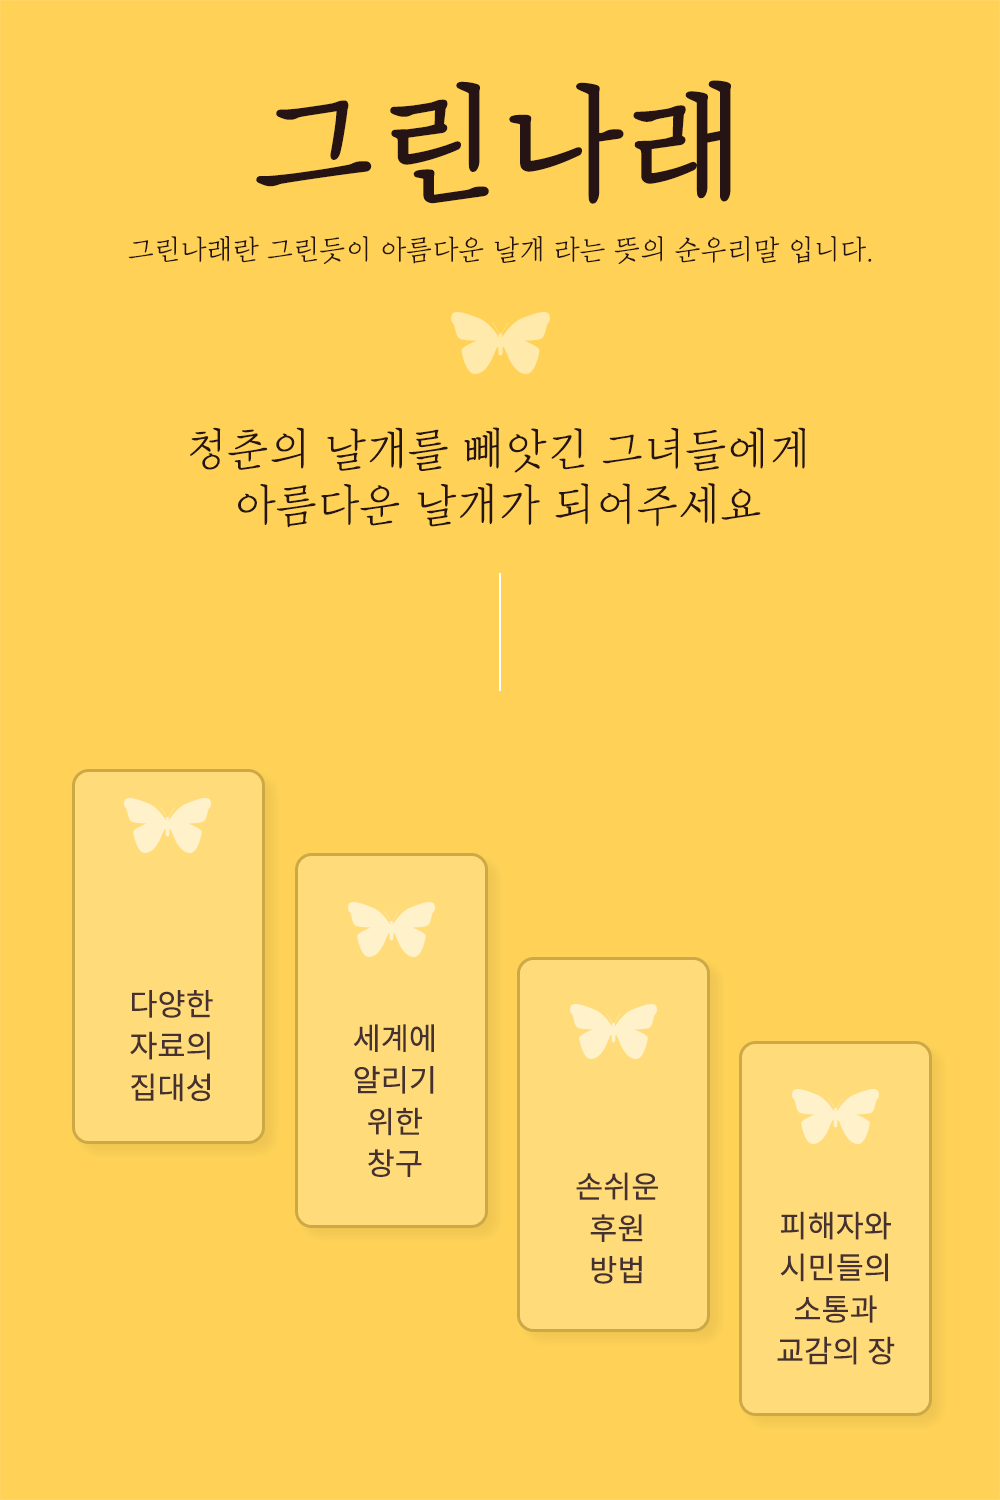 그린나래
그린나래란 그린듯이 아름다운 날개 라는 뜻의 순우리말 입니다.
청춘의 날개를 빼앗긴 그녀들에게
아름다운 날개가 되어주세요
다양한
자료의
집대성
세계에
알리기
위한
창구
손쉬운
후원
방법
피해자와
시민들의
소통과
교감의 장